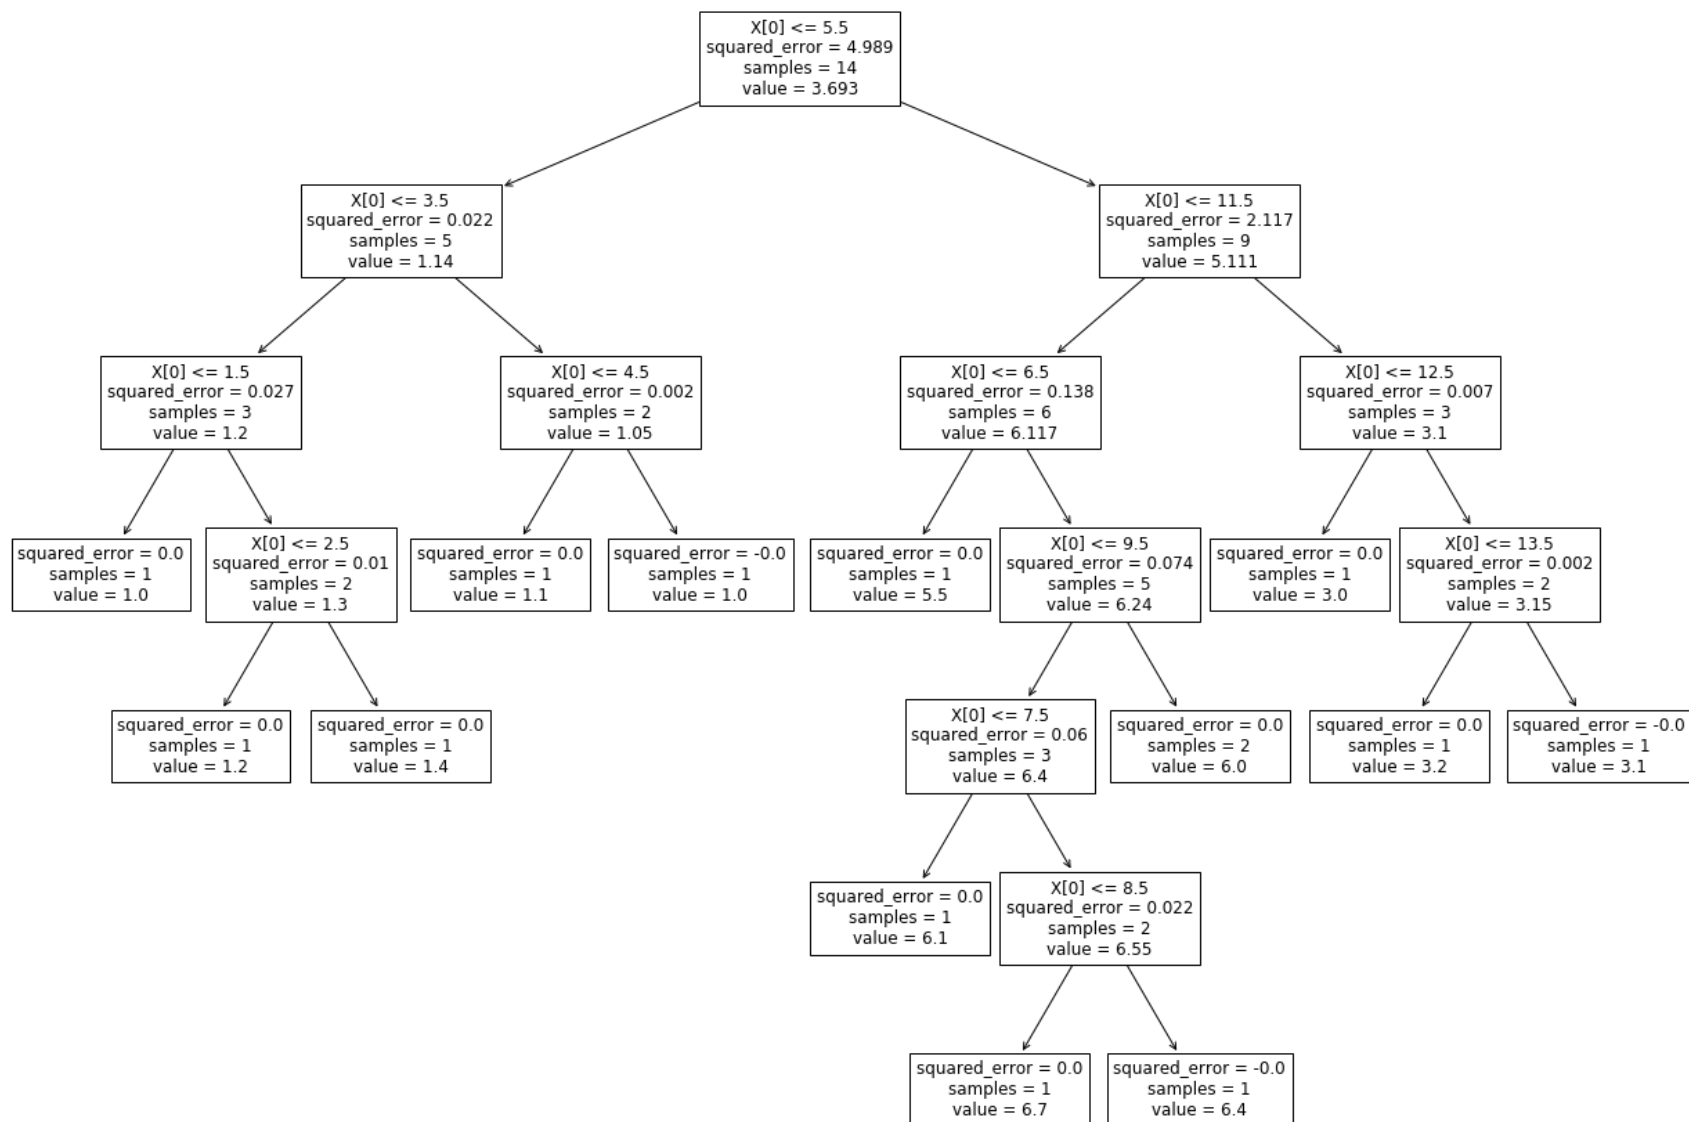 X[0] <= 5.5
squared_error = 4.989
samples = 14
value = 3.693
X[0] <= 3.5
squared_error = 0.022
samples = 5
value = 1.14
X[0] <= 11.5
squared_error = 2.117
samples = 9
value = 5.111
X[0] <= 1.5
squared_error = 0.027
samples = 3
value = 1.2
X[0] <= 4.5
squared_error = 0.002
samples = 2
value = 1.05
X[0] <= 6.5
squared_error = 0.138
samples = 6
value = 6.117
X[0] <= 12.5
squared_error = 0.007
samples = 3
value = 3.1
squared_error = 0.0
samples = 1
value = 1.0
X[0] <= 2.5
squared_error = 0.01
samples = 2
value = 1.3
squared_error = 0.0
samples = 1
value = 1.1
squared_error = -0.0
samples = 1
value = 1.0
squared_error = 0.0
samples = 1
value = 5.5
X[0] <= 9.5
squared_error = 0.074
samples = 5
value = 6.24
squared_error = 0.0
samples = 1
value = 3.0
X[0] <= 13.5
squared_error = 0.002
samples = 2
value = 3.15
squared_error = 0.0
samples = 1
value = 1.2
squared_error = 0.0
samples = 1
value = 1.4
X[0] <= 7.5
squared_error = 0.06
samples = 3
value = 6.4
squared_error = 0.0
samples = 2
value = 6.0
squared_error = 0.0
samples = 1
value = 3.2
squared_error = -0.0
samples = 1
value = 3.1
squared_error = 0.0
samples = 1
value = 6.1
X[0] <= 8.5
squared_error = 0.022
samples = 2
value = 6.55
squared_error = 0.0
samples = 1
value = 6.7
squared_error = -0.0
samples = 1
value = 6.4